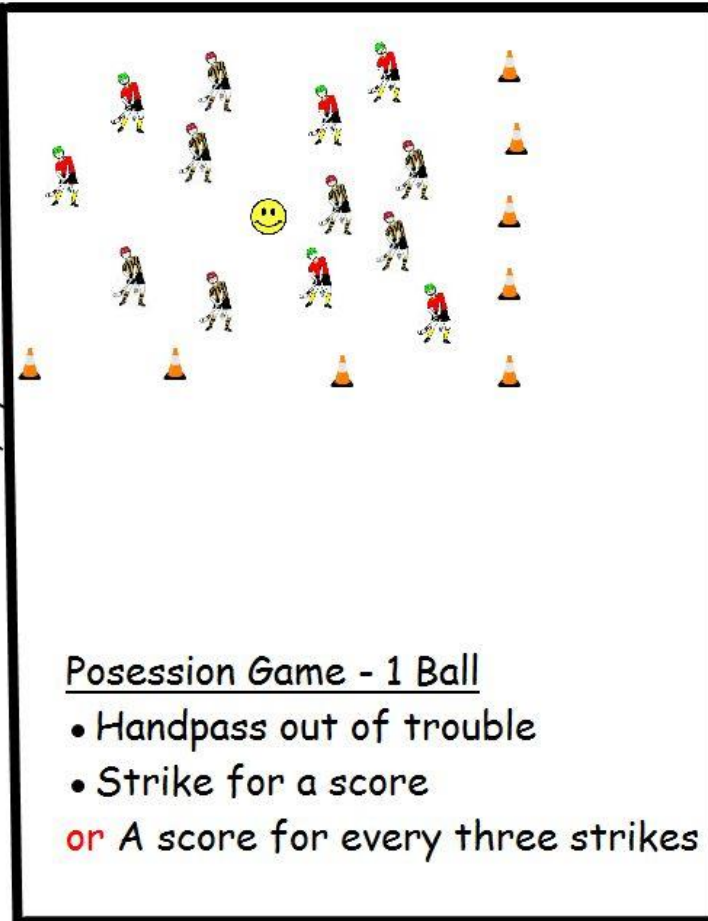 Posession Game - 1 Ball
• Handpass out of trouble
• Strike for a score
or A score for every three strikes